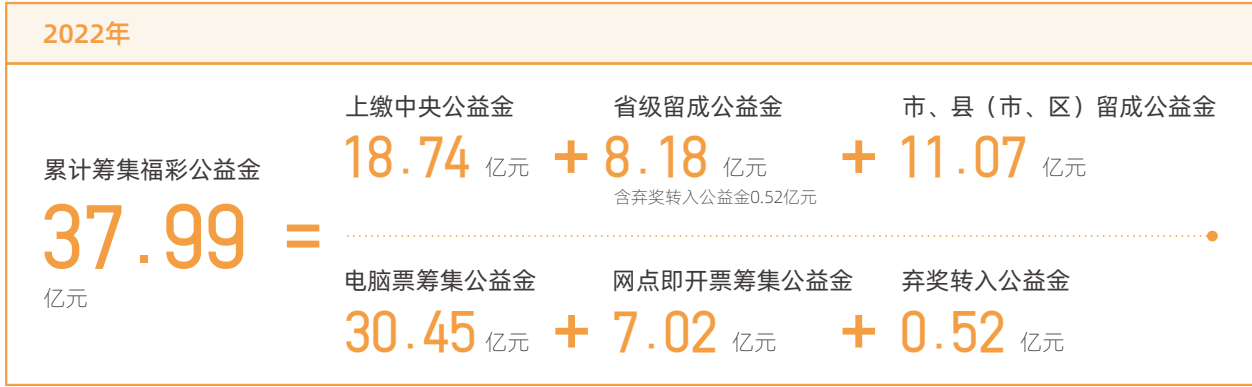 2022年
累计筹集福彩公益金
37.99
亿元
=
上缴中央公益金 省级留成公益金 市、县（市、区）留成公益金
18.74 亿元 + 8.18 亿元 + 11.07 亿元
含弃奖转入公益金0.52亿元
电脑票筹集公益金 网点即开票筹集公益金 弃奖转入公益金
30.45 亿元 + 7.02 亿元 + 0.52 亿元